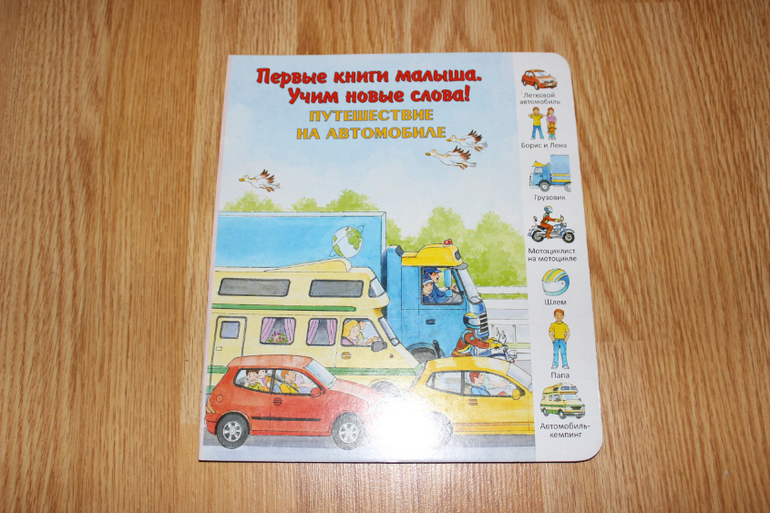 Первые книги малыша.
Учим новые слова!
ПУТЕШЕСТВИЕ
НА АВТОМОБИЛЕ
Легковой
автомобиль
Борис и Лена
Грузовик
Мотоциклист
на мотоцикле
Шлем
Папа
Автомобиль-
кемпинг